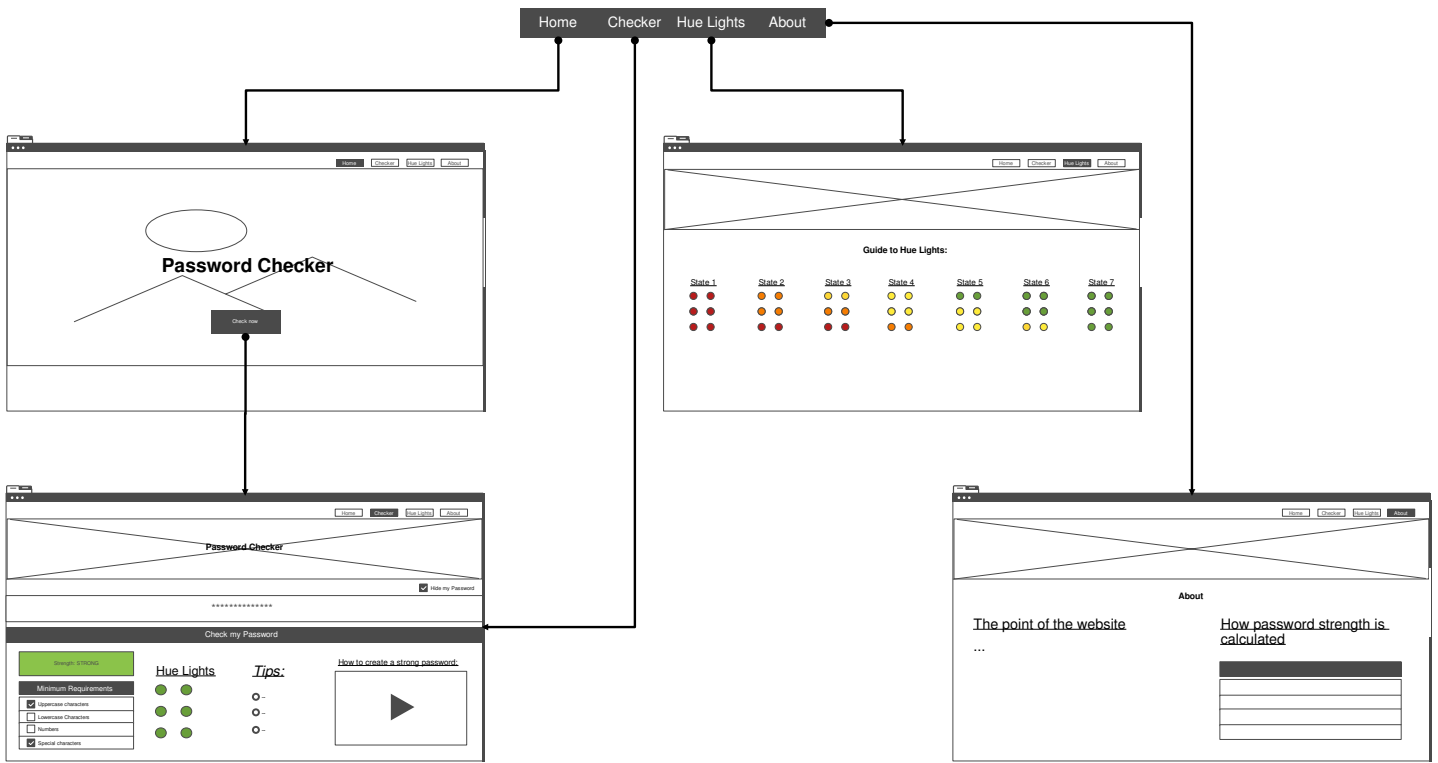 Home Checker Hue Lights About
Home Checker Hue Lights About
Password Checker
Check now
Home Checker Hue Lights About
Guide to Hue Lights:
State 1 State 2 State 3 State 4 State 5 State 6 State 7
Home Checker Hue Lights About
Password Checker
Hide my Password
**************
Check my Password
Strength: STRONG
Minimum Requirements
Uppercase characters
Lowercase Characters
Numbers
Special characters
Hue Lights
Tips:
–
–
–
How to create a strong password:
Home Checker Hue Lights About
About
The point of the website
...
How password strength is
calculated